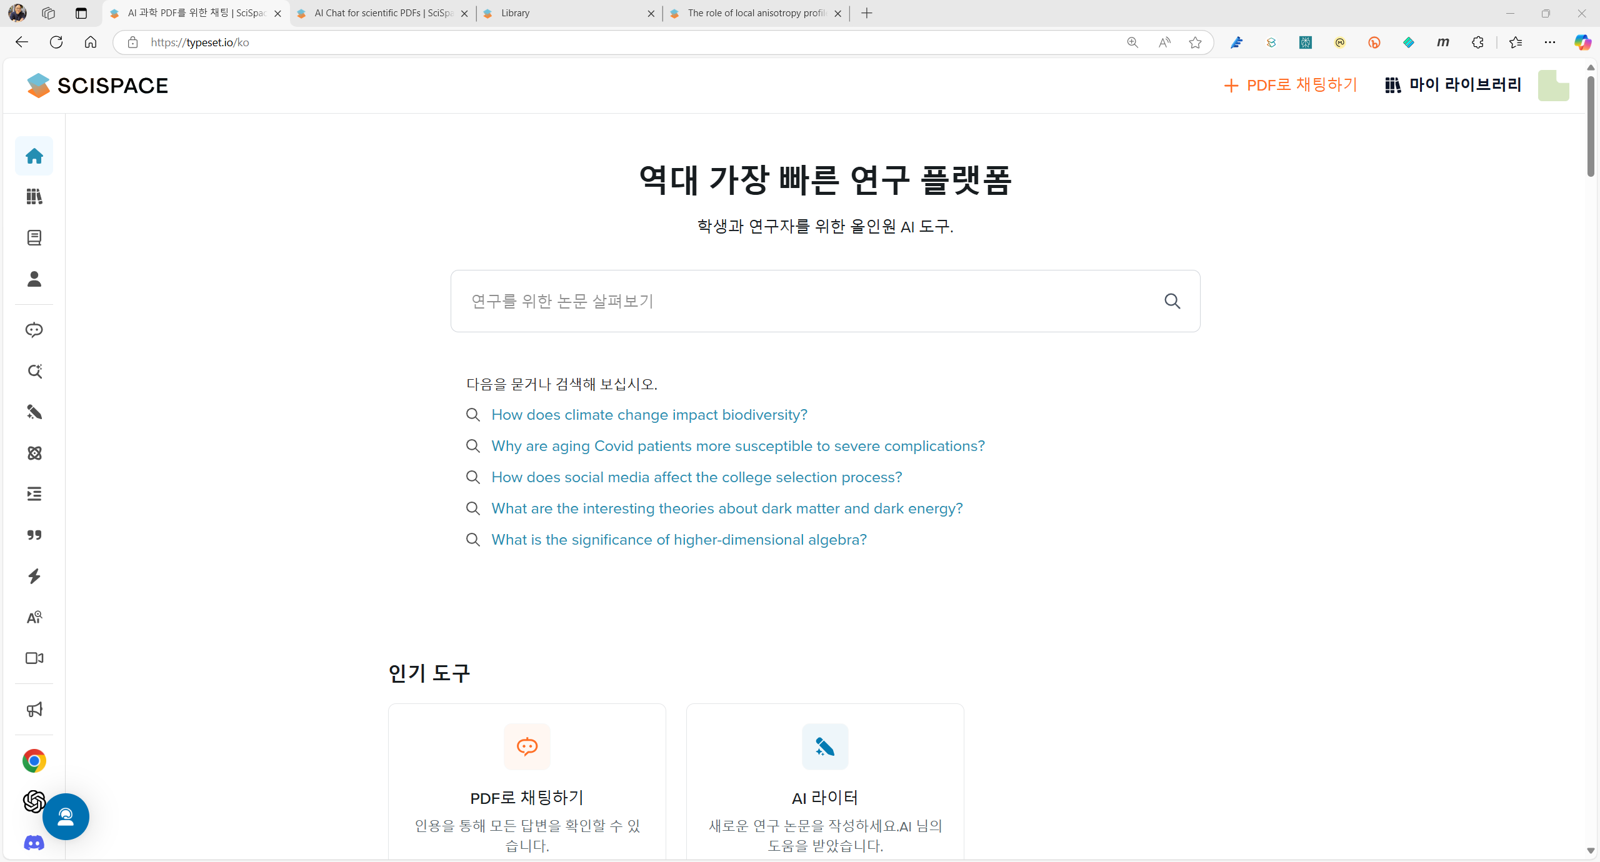 AI 과학 PDF를 위한 채팅 | SciSpac
AI Chat for scientific PDFs | SciSpa
Library
The role of local anisotropy profil
https://typeset.io/ko
SCISPACE
PDF로 채팅하기
마이 라이브러리
역대 가장 빠른 연구 플랫폼
학생과 연구자를 위한 올인원 AI 도구.
연구를 위한 논문 살펴보기
다음을 묻거나 검색해 보십시오.
How does climate change impact biodiversity?
Why are aging Covid patients more susceptible to severe complications?
How does social media affect the college selection process?
What are the interesting theories about dark matter and dark energy?
What is the significance of higher-dimensional algebra?
인기 도구
PDF로 채팅하기
인용을 통해 모든 답변을 확인할 수 있
습니다.
AI 라이터
새로운 연구 논문을 작성하세요.AI 님의
도움을 받았습니다.